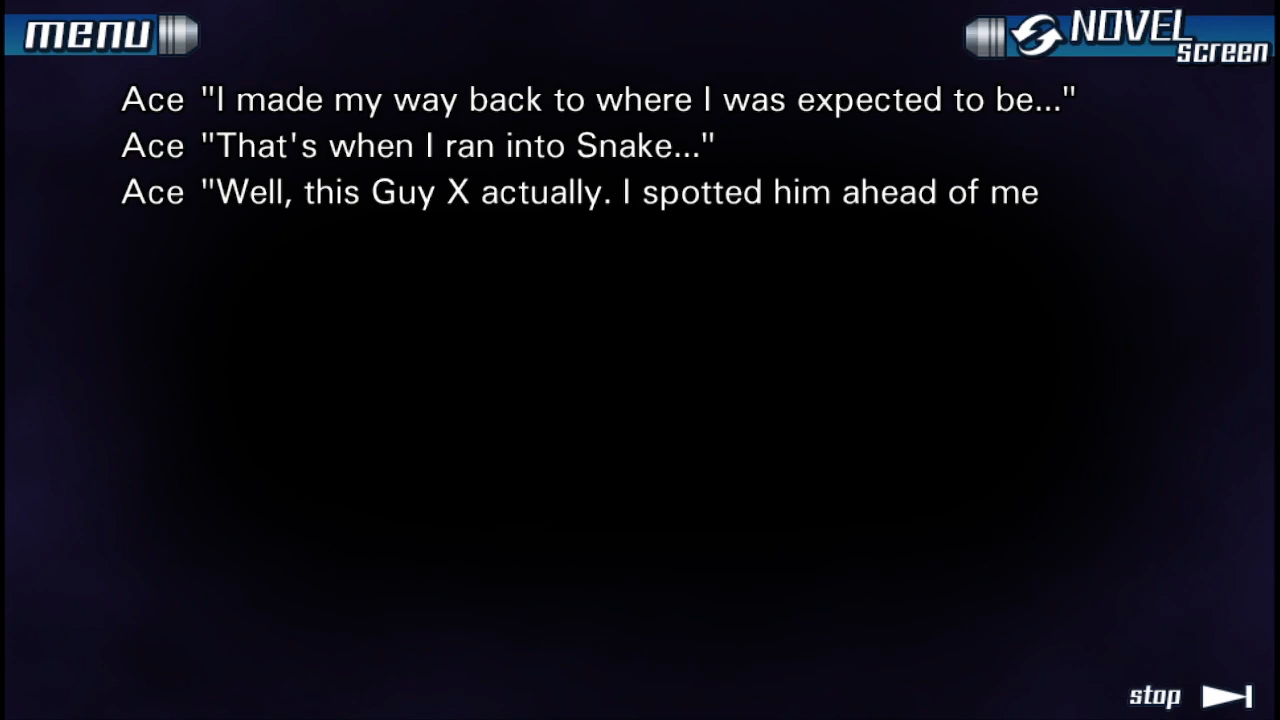 menu
NOVEL
screen
Ace "I made my way back to where I was expected to be..."
Ace "That's when I ran into Snake..."
Ace "Well, this Guy X actually. I spotted him ahead of me
stop